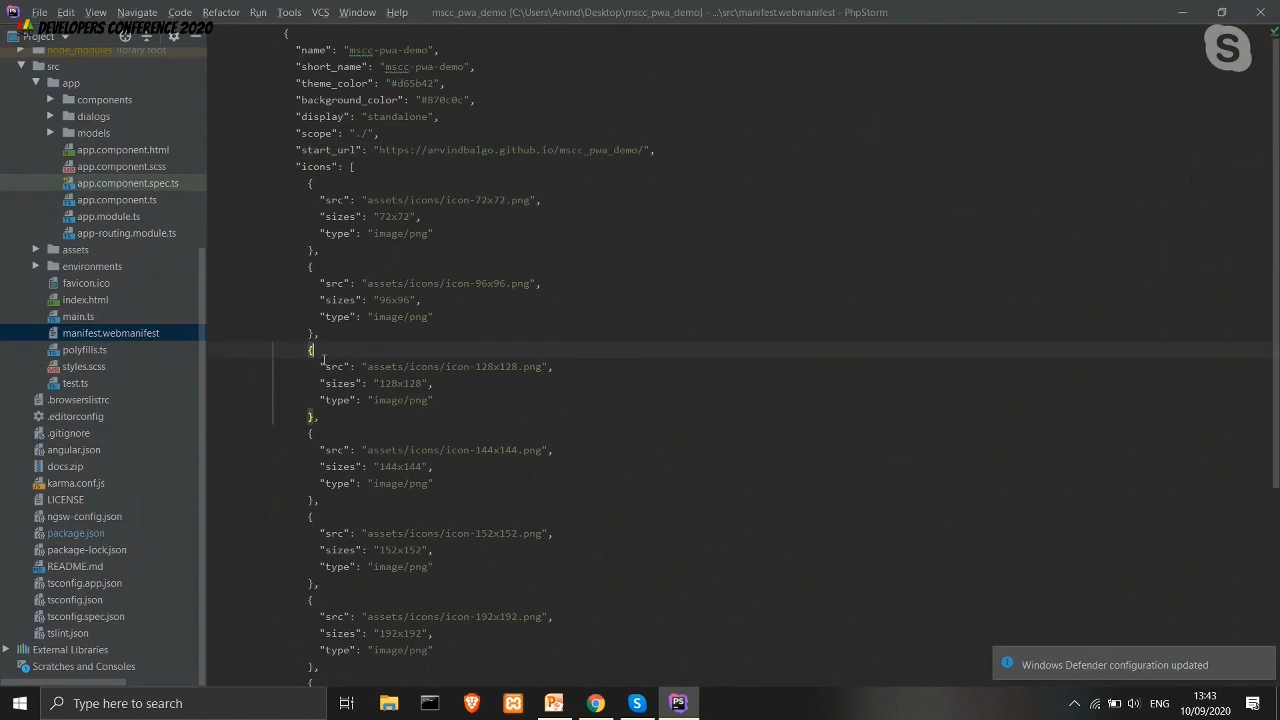 File Edit View Navigate Code Refactor Run Tools VCS Window Help mscc_pwa_demo [C:\Users\Arvind\Desktop\mscc_pwa_demo] - ...\src\manifest.webmanifest - PhpStorm
DEVELOPERS CONFERENCE 2020
Project
node_modules library root
src
app
components
dialogs
models
app.component.html
app.component.scss
app.component.spec.ts
app.component.ts
app.module.ts
app-routing.module.ts
assets
environments
favicon.ico
index.html
main.ts
manifest.webmanifest
polyfills.ts
styles.scss
test.ts
.browserslistrc
.editorconfig
.gitignore
angular.json
docs.zip
karma.conf.js
LICENSE
ngsw-config.json
package.json
package-lock.json
README.md
tsconfig.app.json
tsconfig.json
tsconfig.spec.json
tslint.json
External Libraries
Scratches and Consoles
{
"name": "mscc-pwa-demo",
"short_name": "mscc-pwa-demo",
"theme_color": "#d65b42",
"background_color": "#870c0c",
"display": "standalone",
"scope": "./",
"start_url": "https://arvindbalgo.github.io/mscc_pwa_demo/",
"icons": [
{
"src": "assets/icons/icon-72x72.png",
"sizes": "72x72",
"type": "image/png"
},
{
"src": "assets/icons/icon-96x96.png",
"sizes": "96x96",
"type": "image/png"
},
{
"src": "assets/icons/icon-128x128.png",
"sizes": "128x128",
"type": "image/png"
},
{
"src": "assets/icons/icon-144x144.png",
"sizes": "144x144",
"type": "image/png"
},
{
"src": "assets/icons/icon-152x152.png",
"sizes": "152x152",
"type": "image/png"
},
{
"src": "assets/icons/icon-192x192.png",
"sizes": "192x192",
"type": "image/png"
},
{
Windows Defender configuration updated
Type here to search
ENG
13:43
10/09/2020